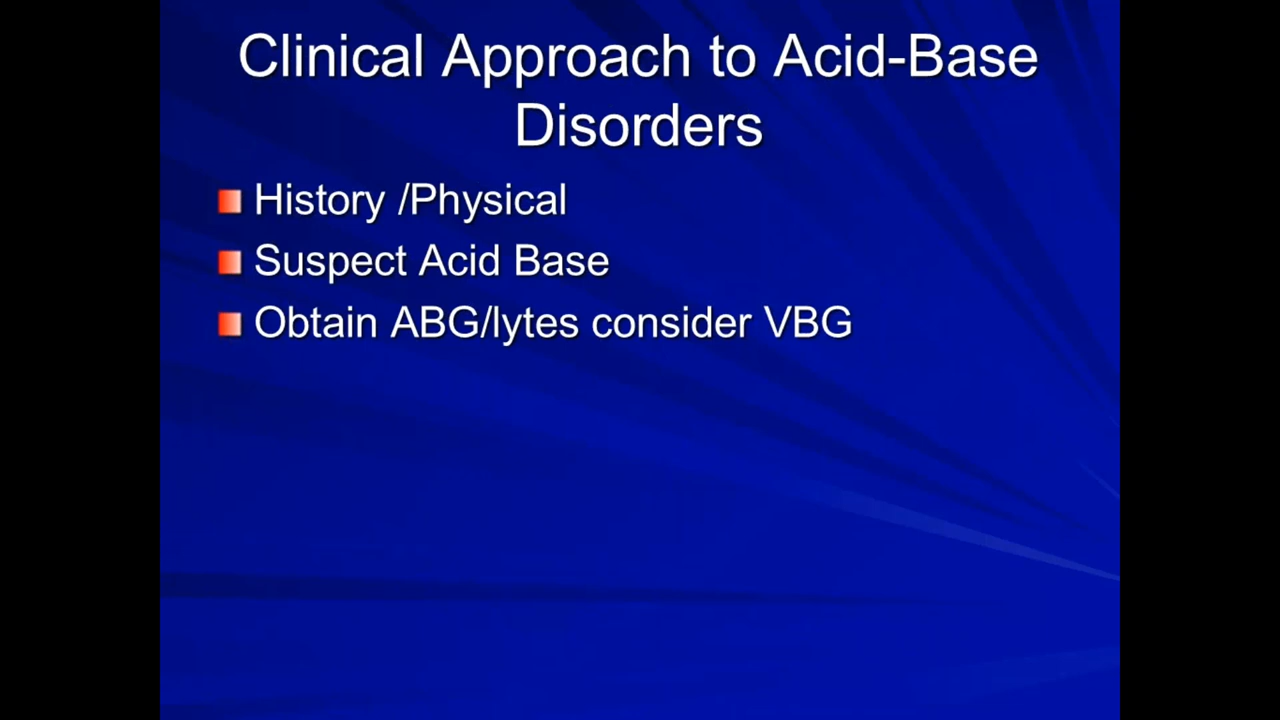 Clinical Approach to Acid-Base
Disorders
History /Physical
Suspect Acid Base
Obtain ABG/lytes consider VBG